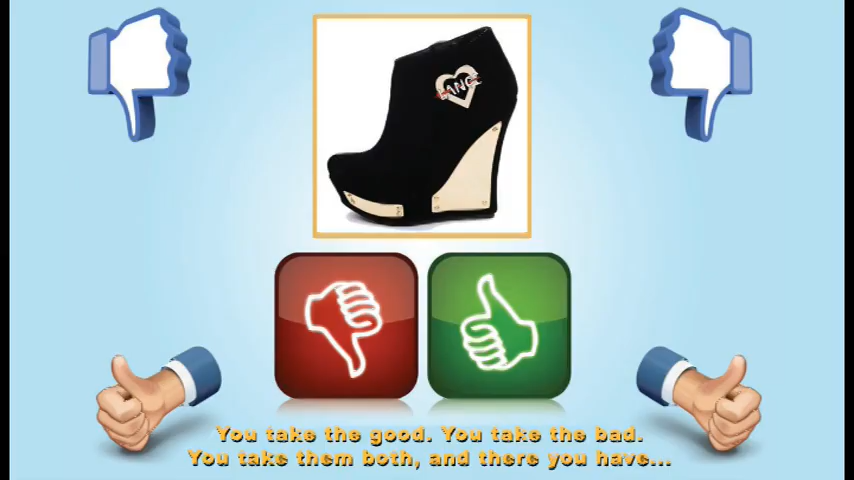 You take the good. You take the bad.
You take them both, and there you have...